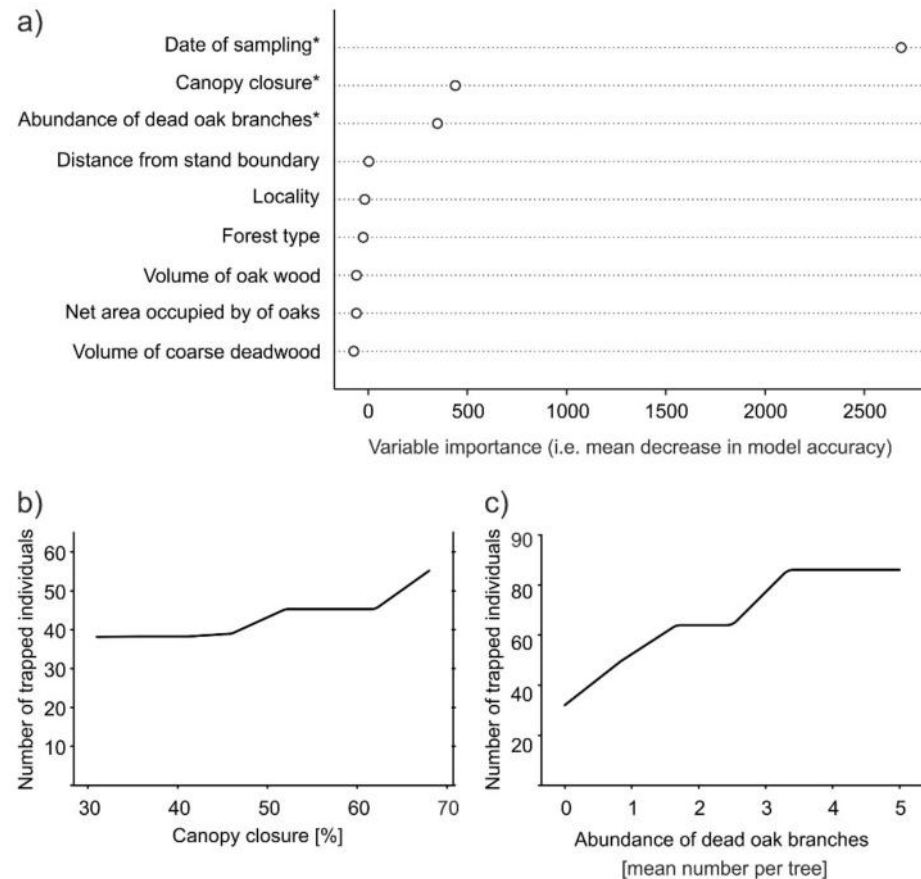 a)
Date of sampling*
Canopy closure*
Abundance of dead oak branches*
Distance from stand boundary
Locality
Forest type
Volume of oak wood
Net area occupied by of oaks
Volume of coarse deadwood
0 500 1000 1500 2000 2500
Variable importance (i.e. mean decrease in model accuracy)
b)
Number of trapped individuals
60
50
40
30
20
10
30 40 50 60 70
Canopy closure [%]
c)
Number of trapped individuals
90
80
60
40
20
0 1 2 3 4 5
Abundance of dead oak branches
[mean number per tree]